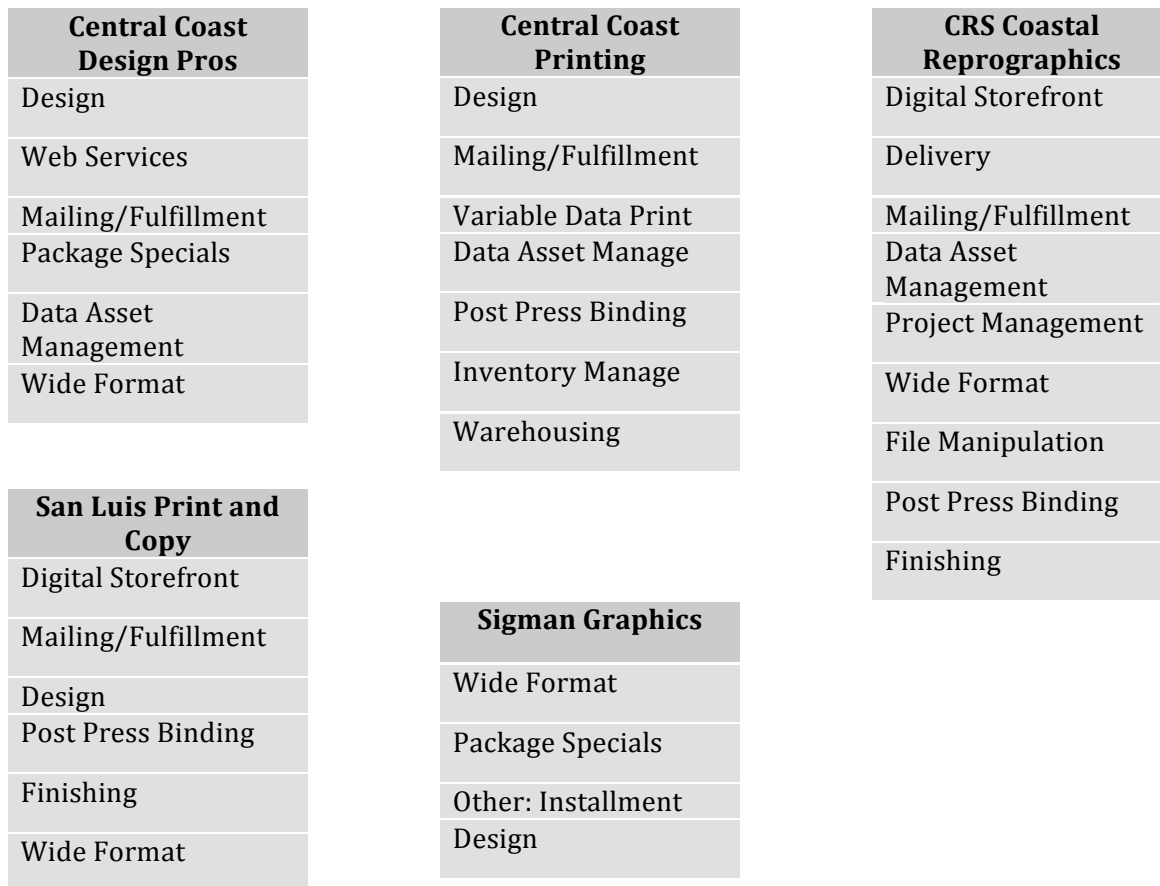 Central Coast
Design Pros
Design
Web Services
Mailing/Fulfillment
Package Specials
Data Asset
Management
Wide Format
Central Coast
Printing
Design
Mailing/Fulfillment
Variable Data Print
Data Asset Manage
Post Press Binding
Inventory Manage
Warehousing
CRS Coastal
Reprographics
Digital Storefront
Delivery
Mailing/Fulfillment
Data Asset
Management
Project Management
Wide Format
File Manipulation
Post Press Binding
Finishing
San Luis Print and
Copy
Digital Storefront
Mailing/Fulfillment
Design
Post Press Binding
Finishing
Wide Format
Sigman Graphics
Wide Format
Package Specials
Other: Installment
Design